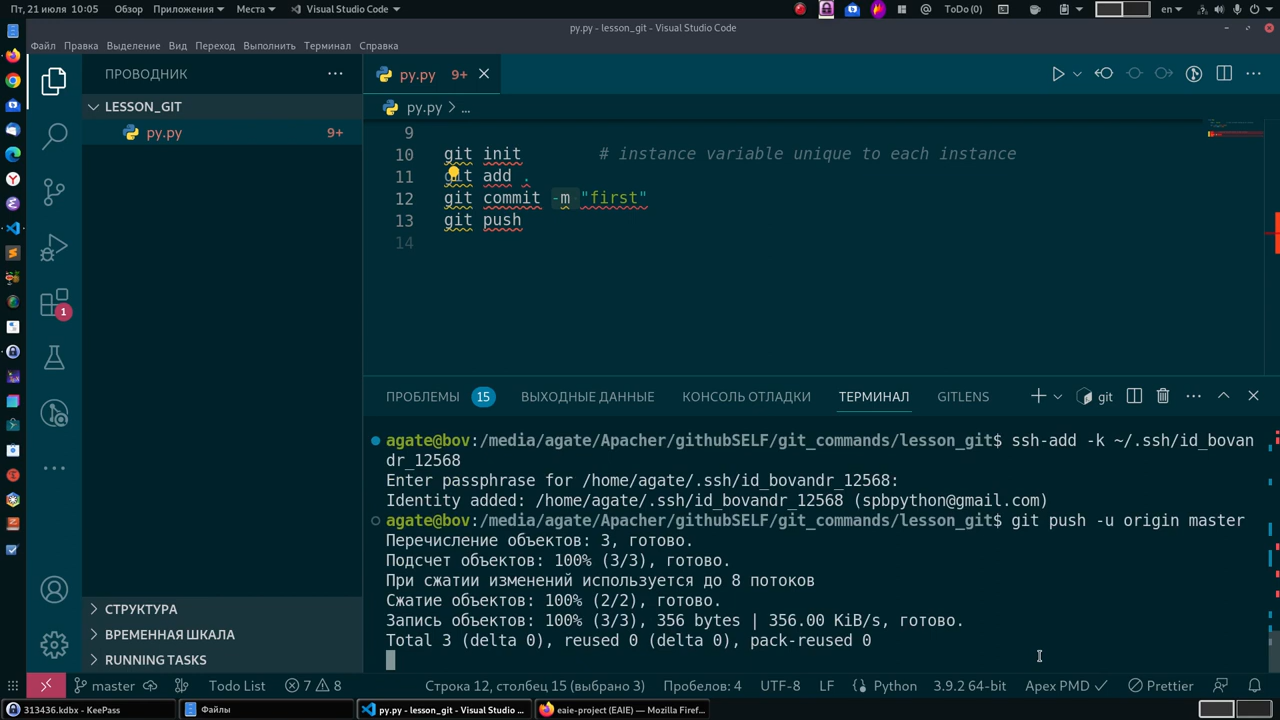 Пт, 21 июля 10:05 Обзор Приложения Места Visual Studio Code ToDo(0) en
py.py - lesson_git - Visual Studio Code
Файл Правка Выделение Вид Переход Выполнить Терминал Справка
ПРОВОДНИК
py.py 9+
LESSON_GIT
py.py > ...
py.py 9+
9
10 git init # instance variable unique to each instance
11 git add .
12 git commit -m "first"
13 git push
14
1
ПРОБЛЕМЫ 15 ВЫХОДНЫЕ ДАННЫЕ КОНСОЛЬ ОТЛАДКИ ТЕРМИНАЛ GITLENS git
agate@bov:/media/agate/Apacher/githubSELF/git_commands/lesson_git$ ssh-add -k ~/.ssh/id_bovan
dr_12568
Enter passphrase for /home/agate/.ssh/id_bovandr_12568:
Identity added: /home/agate/.ssh/id_bovandr_12568 (spbpython@gmail.com)
agate@bov:/media/agate/Apacher/githubSELF/git_commands/lesson_git$ git push -u origin master
Перечисление объектов: 3, готово.
Подсчет объектов: 100% (3/3), готово.
При сжатии изменений используется до 8 потоков
Сжатие объектов: 100% (2/2), готово.
Запись объектов: 100% (3/3), 356 bytes | 356.00 KiB/s, готово.
Total 3 (delta 0), reused 0 (delta 0), pack-reused 0
СТРУКТУРА
ВРЕМЕННАЯ ШКАЛА
RUNNING TASKS
master Todo List 7 8 Строка 12, столбец 15 (выбрано 3) Пробелов: 4 UTF-8 LF Python 3.9.2 64-bit Apex PMD Prettier
313436.kdbx - KeePass Файлы py.py - lesson_git - Visual Studio ... eaie-project (EAIE) — Mozilla Firef...